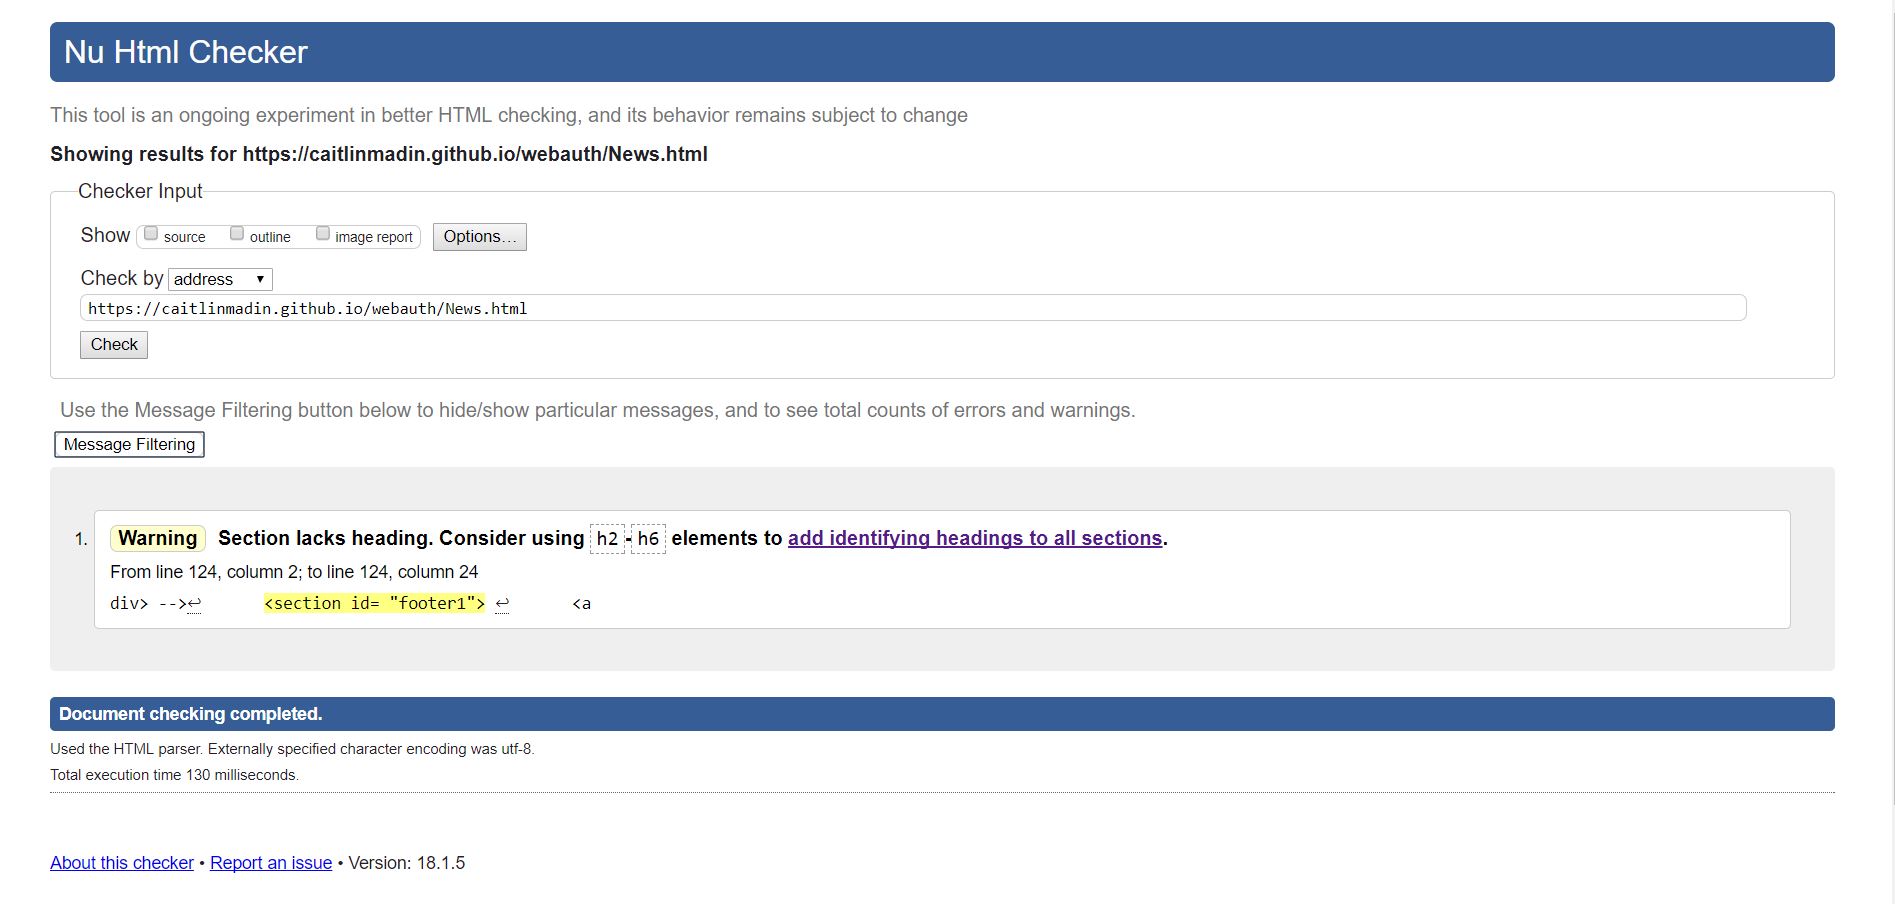 Nu Html Checker
This tool is an ongoing experiment in better HTML checking, and its behavior remains subject to change
Showing results for https://caitlinmadin.github.io/webauth/News.html
Checker Input
Show source outline image report Options...
Check by address ▼
https://caitlinmadin.github.io/webauth/News.html
Check
Use the Message Filtering button below to hide/show particular messages, and to see total counts of errors and warnings.
Message Filtering
1. Warning Section lacks heading. Consider using h2-h6 elements to add identifying headings to all sections.
From line 124, column 2; to line 124, column 24
div> -->↩ <section id= "footer1"> ↩ <a
Document checking completed.
Used the HTML parser. Externally specified character encoding was utf-8.
Total execution time 130 milliseconds.
About this checker • Report an issue • Version: 18.1.5